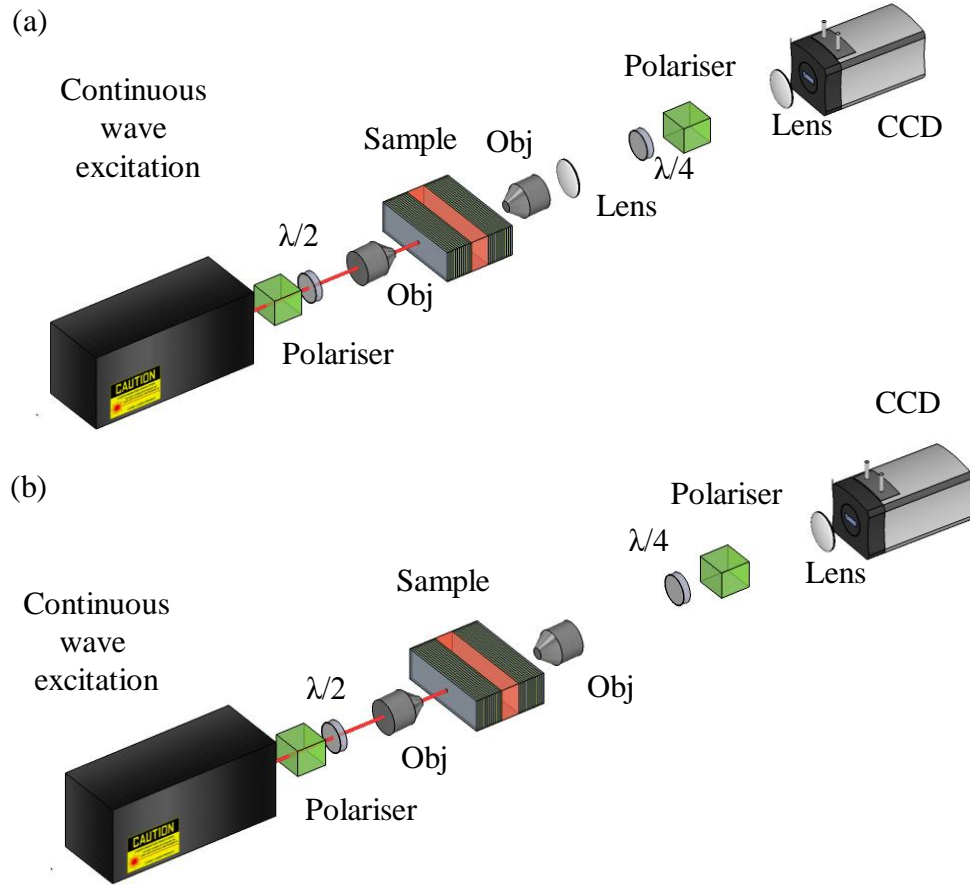 (a)
Continuous
wave
excitation
λ/2
Polariser
Obj
Sample
Obj
Lens
λ/4
Polariser
Lens
CCD
CAUTION
(b)
Continuous
wave
excitation
λ/2
Polariser
Obj
Sample
Obj
λ/4
Polariser
Lens
CCD
CAUTION